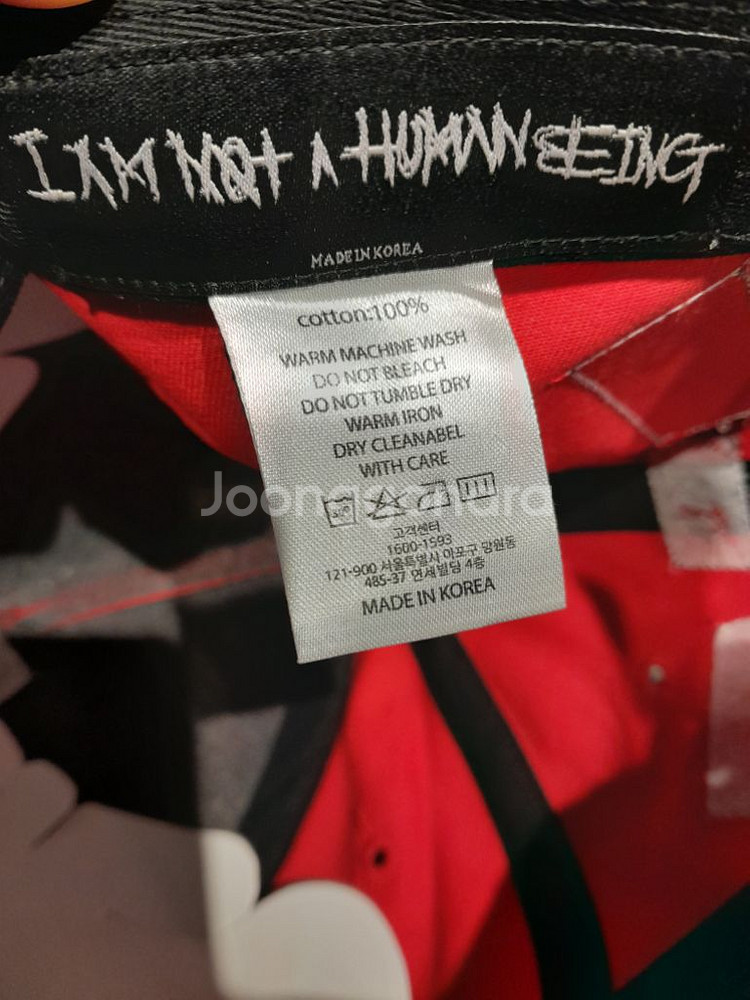 I AM NOT A HUMAN BEING
MADE IN KOREA
cotton:100%
WARM MACHINE WASH
DO NOT BLEACH
DO NOT TUMBLE DRY
WARM IRON
DRY CLEANABEL
WITH CARE
Joonggonara
고객센터
1600-1593
121-900 서울특별시 마포구 망원동
485-37 연세빌딩 4층
MADE IN KOREA